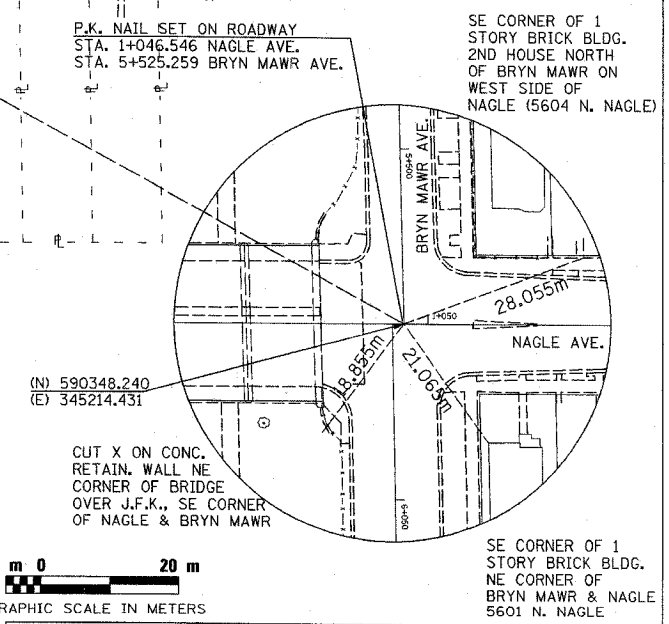 P.K. NAIL SET ON ROADWAY
STA. 1+046.546 NAGLE AVE.
STA. 5+525.259 BRYN MAWR AVE.
SE CORNER OF 1
STORY BRICK BLDG.
2ND HOUSE NORTH
OF BRYN MAWR ON
WEST SIDE OF
NAGLE (5604 N. NAGLE)
BRYN MAWR AVE.
5+500
28.055m
1+050
NAGLE AVE.
18.855m
21.065m
(N) 590348.240
(E) 345214.431
CUT X ON CONC.
RETAIN. WALL NE
CORNER OF BRIDGE
OVER J.F.K., SE CORNER
OF NAGLE & BRYN MAWR
6+050
SE CORNER OF 1
STORY BRICK BLDG.
NE CORNER OF
BRYN MAWR & NAGLE
5601 N. NAGLE
m 0 20 m
RAPHIC SCALE IN METERS